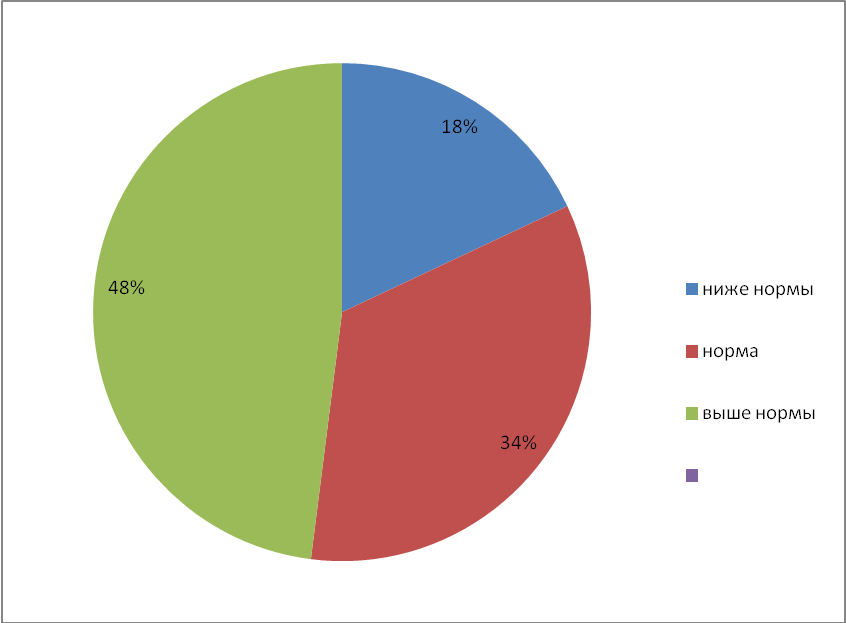 18%
48%
34%
ниже нормы
норма
выше нормы